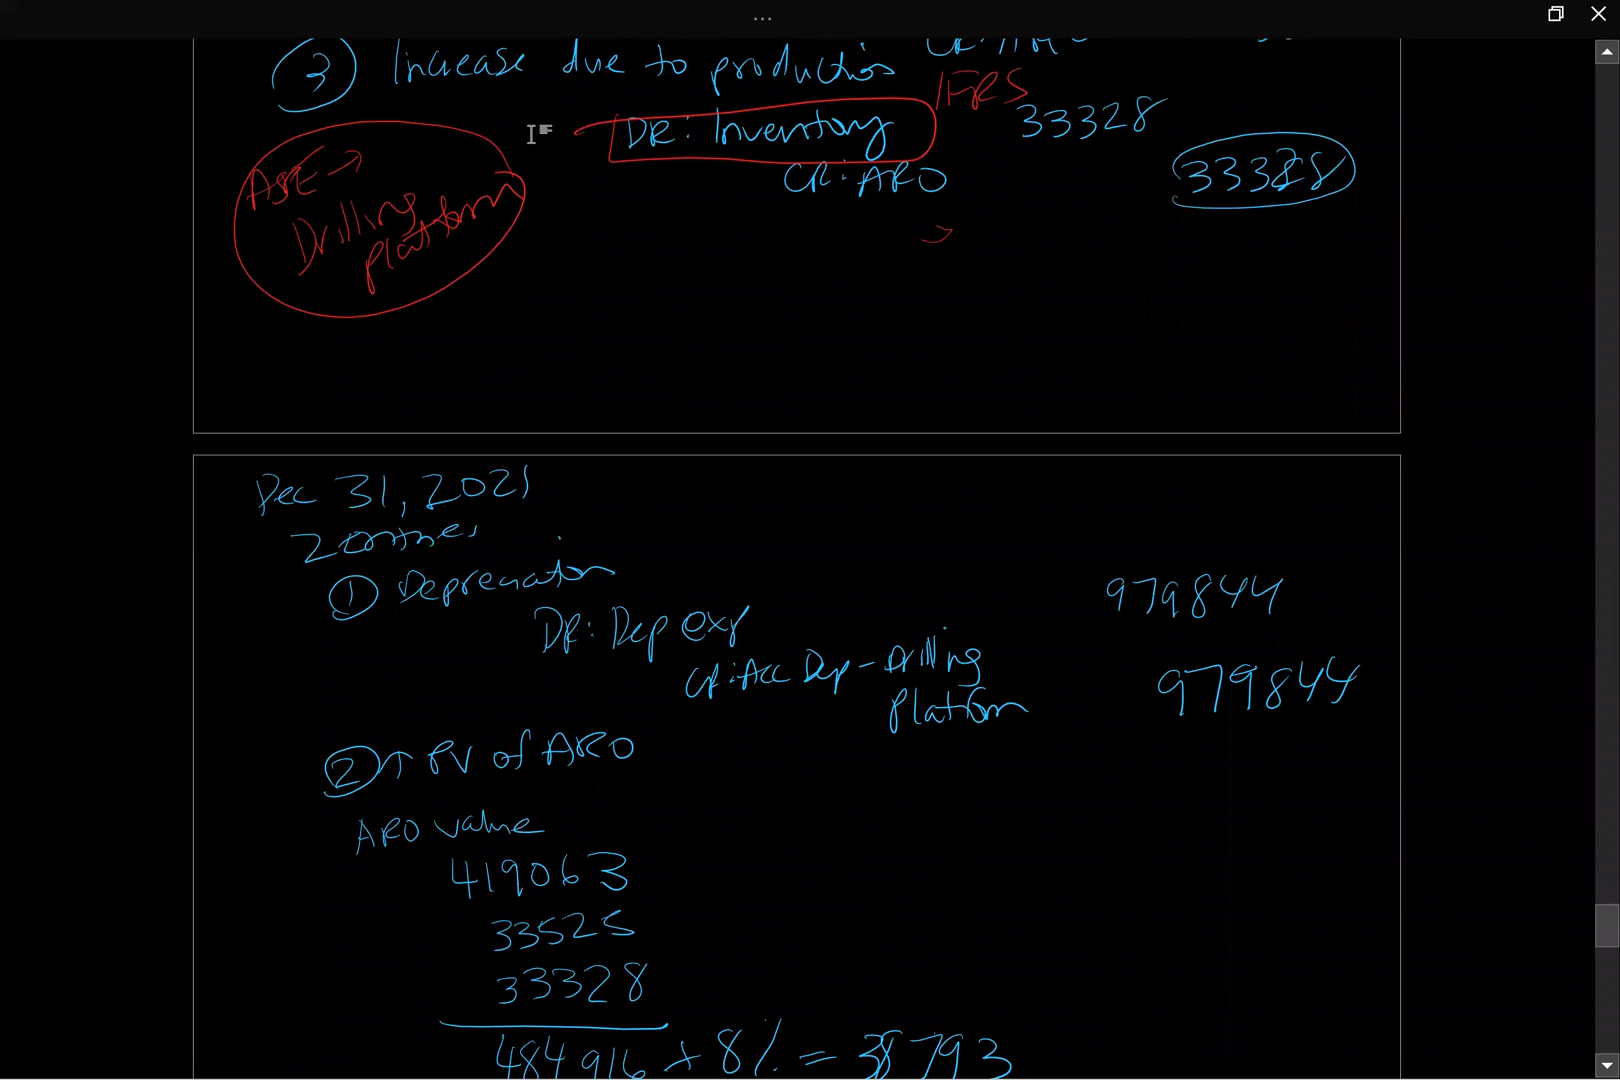 ③ Increase due to production
IFRS
DR: Inventory 33328
CR: ARO 33328
ASPE →
Drilling
platform
→
Dec 31, 2021
2 entries
① Depreciation
DR: Dep exp 979844
CR: Acc Dep - Drilling
platform 979844
② ↑ PV of ARO
ARO value
419063
33525
33328
484916 × 8% = 38793